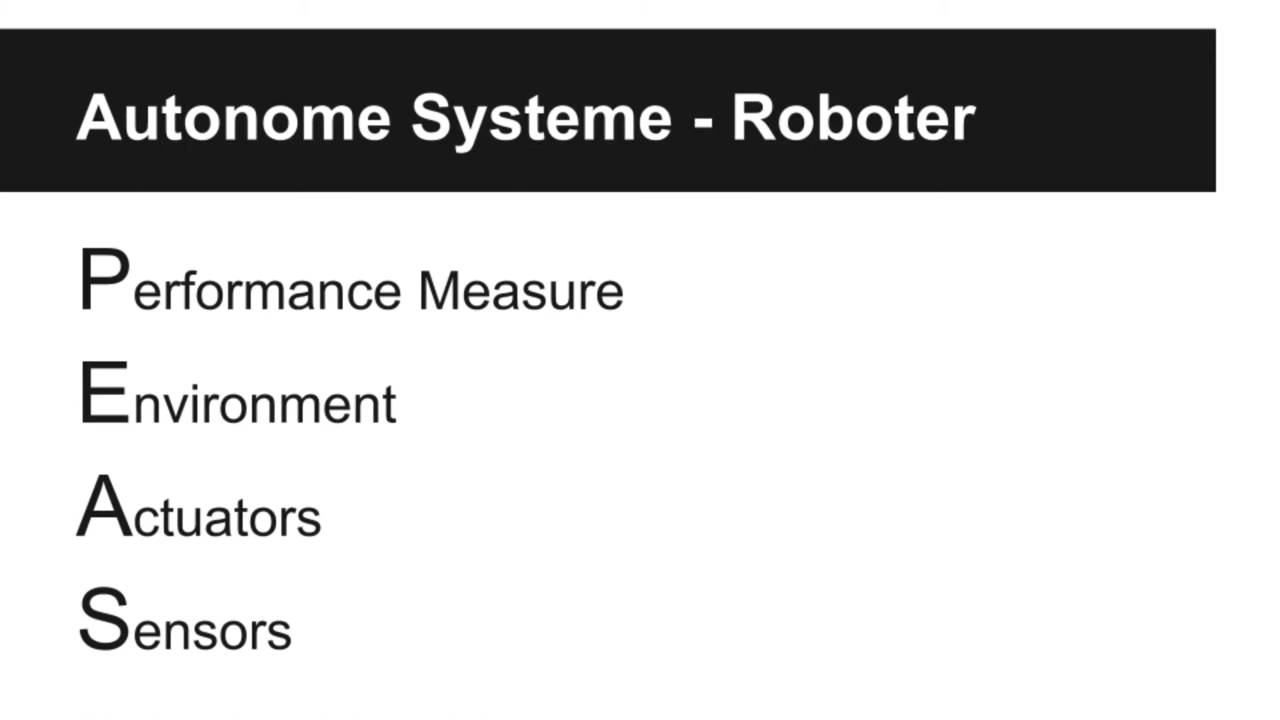 Autonome Systeme - Roboter
Performance Measure
Environment
Actuators
Sensors